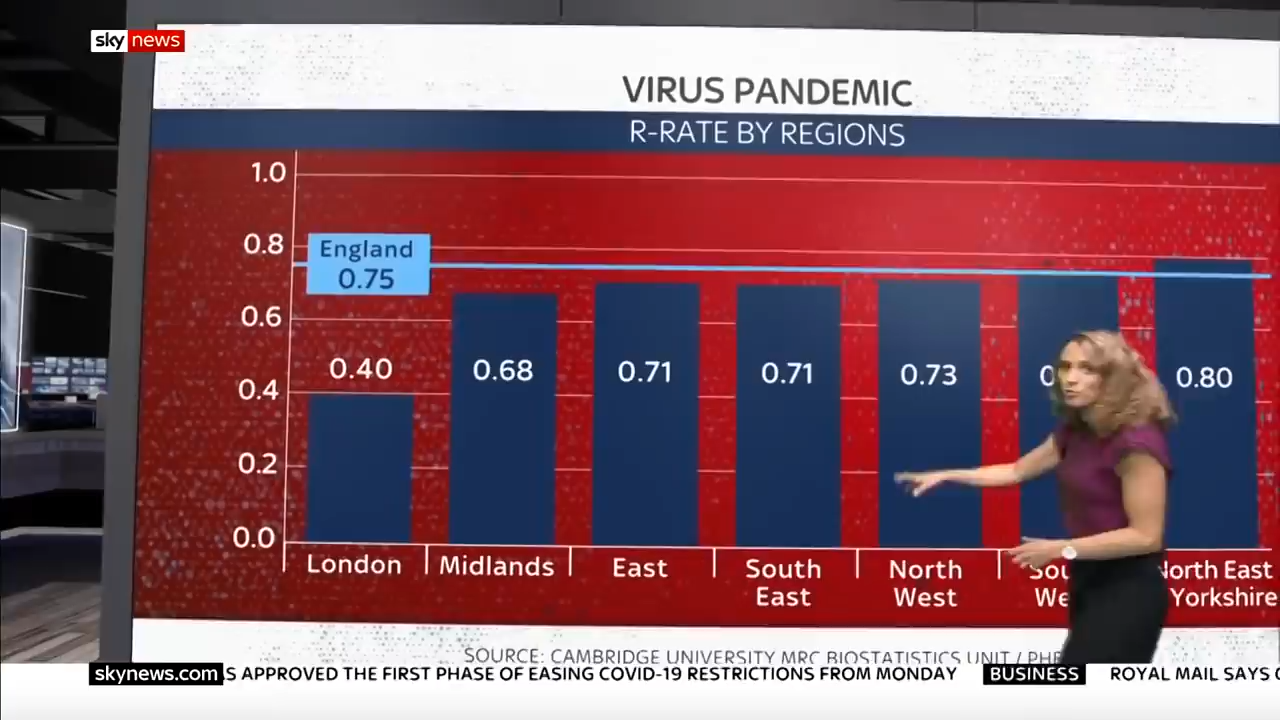 sky news
VIRUS PANDEMIC
R-RATE BY REGIONS
1.0
0.8
0.6
0.4
0.2
0.0
England
0.75
0.40
0.68
0.71
0.71
0.73
0.80
London
Midlands
East
South
East
North
West
North East
Yorkshire
SOURCE: CAMBRIDGE UNIVERSITY MRC BIOSTATISTICS UNIT / PHE
skynews.com
APPROVED THE FIRST PHASE OF EASING COVID-19 RESTRICTIONS FROM MONDAY
BUSINESS
ROYAL MAIL SAYS